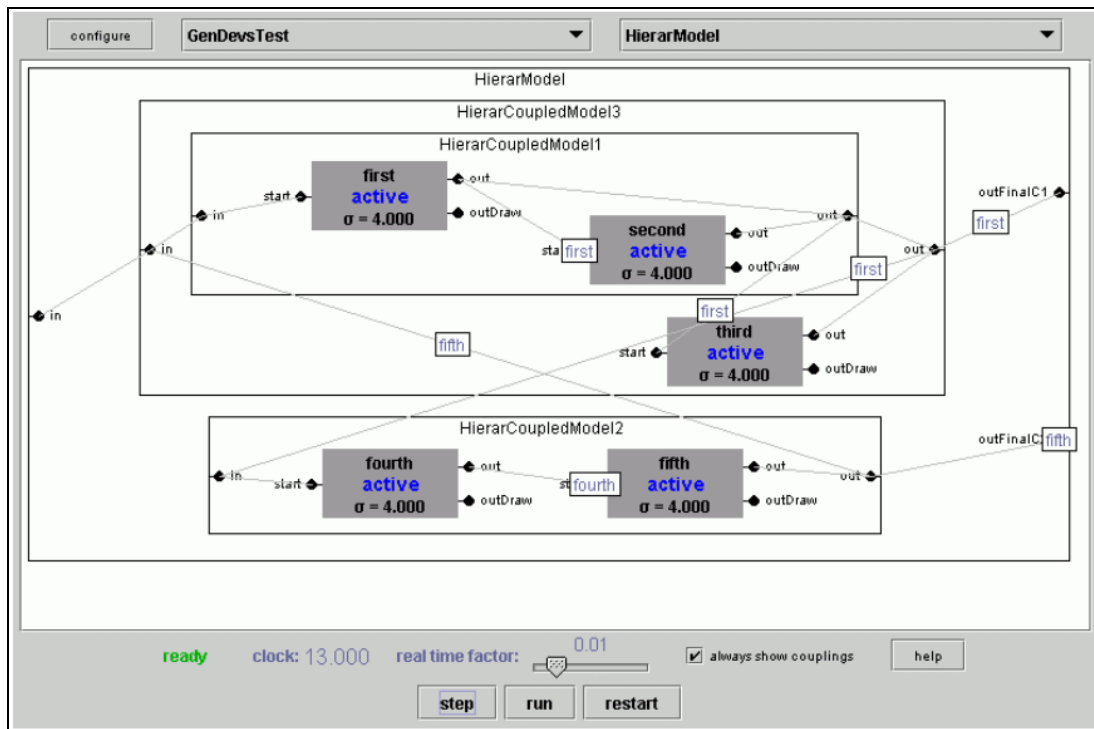 configure GenDevsTest HierarModel
HierarModel
HierarCoupledModel3
HierarCoupledModel1
first
active
σ = 4.000
start
out
outDraw
in
second
active
σ = 4.000
sta
first
out
outDraw
out
in
out
first
first
outFinalC1
in
first
third
active
σ = 4.000
start
out
outDraw
fifth
HierarCoupledModel2
in
fourth
active
σ = 4.000
start
out
outDraw
fifth
active
σ = 4.000
st
fourth
out
outDraw
out
outFinalC
fifth
ready clock: 13.000 real time factor: 0.01 always show couplings help
step run restart